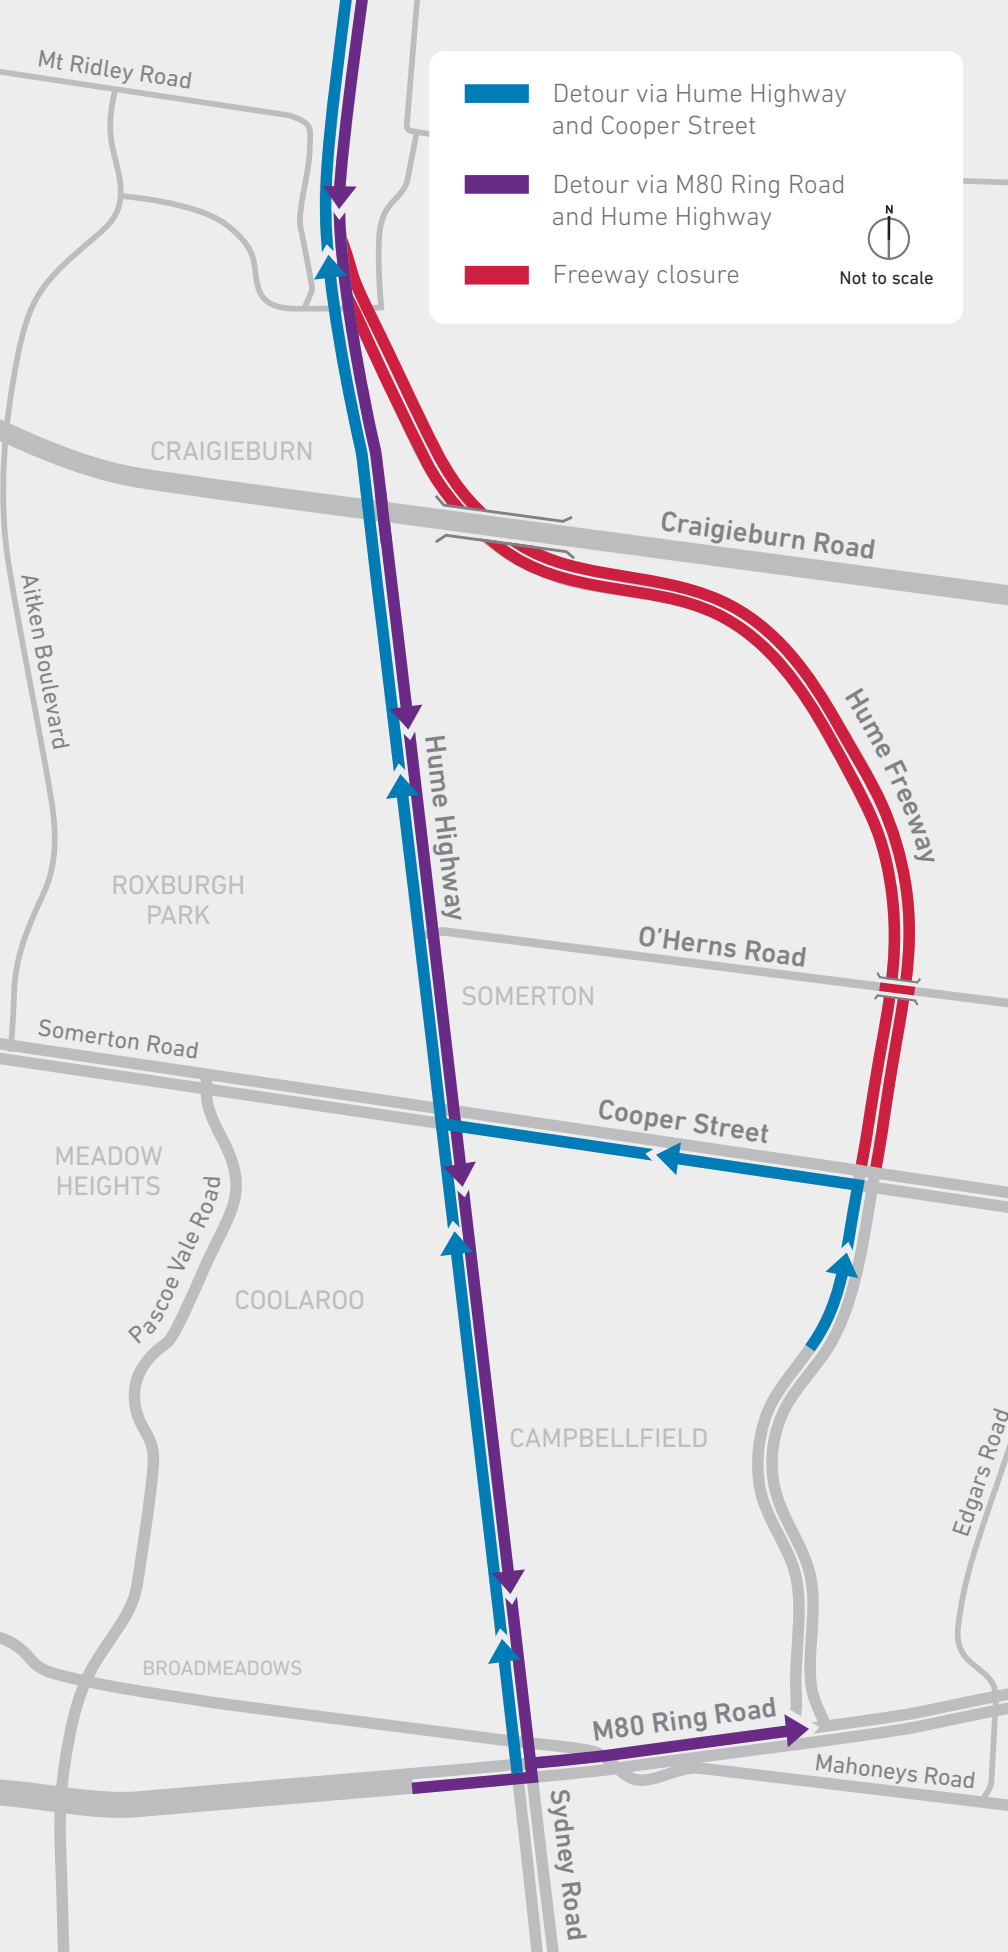 Mt Ridley Road
Detour via Hume Highway
and Cooper Street
Detour via M80 Ring Road
and Hume Highway
Freeway closure
N
Not to scale
CRAIGIEBURN
Craigieburn Road
Aitken Boulevard
Hume Freeway
Hume Highway
ROXBURGH
PARK
O'Herns Road
SOMERTON
Somerton Road
Cooper Street
MEADOW
HEIGHTS
Pascoe Vale Road
COOLAROO
CAMPBELLFIELD
Edgars Road
BROADMEADOWS
M80 Ring Road
Mahoneys Road
Sydney Road